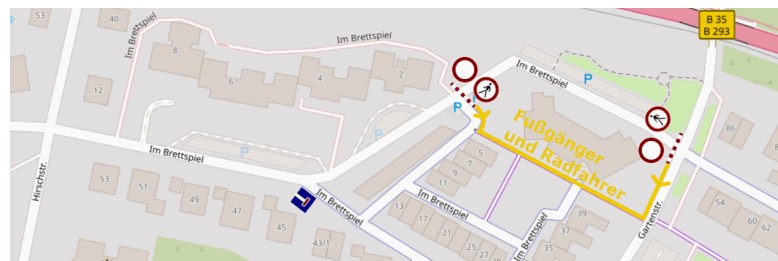 53
40
B 35
B 293
Im Brettspiel
Im Brettspiel
8
6
4
2
P
Im Brettspiel
12
P
P
P
Fußgänger
und Radfahrer
86
Im Brettspiel
P
Hirschstr.
53
51
49
47
45
43/1
Im Brettspiel
5
7
9
11
13
17
21
25
27
Im Brettspiel
Im Brettspiel
39
37
35
Gartenstr.
54
60
62